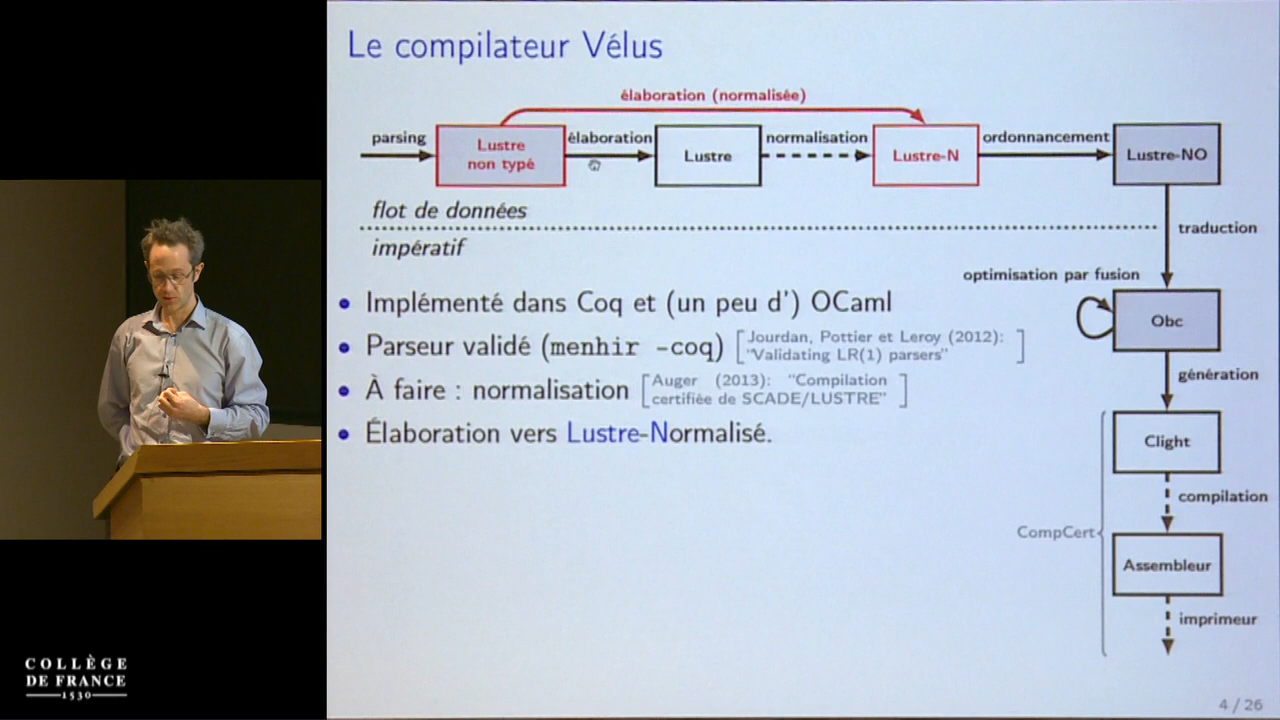 Le compilateur Vélus
élaboration (normalisée)
parsing
Lustre
non typé
élaboration
Lustre
normalisation
Lustre-N
ordonnancement
Lustre-NO
flot de données
impératif
traduction
optimisation par fusion
Obc
génération
• Implémenté dans Coq et (un peu d') OCaml
• Parseur validé (menhir -coq) [Jourdan, Pottier et Leroy (2012):
"Validating LR(1) parsers"]
• À faire : normalisation [Auger (2013): "Compilation
certifiée de SCADE/LUSTRE"]
• Élaboration vers Lustre-Normalisé.
Clight
compilation
CompCert
Assembleur
imprimeur
COLLÈGE
DE FRANCE
1530
4 / 26